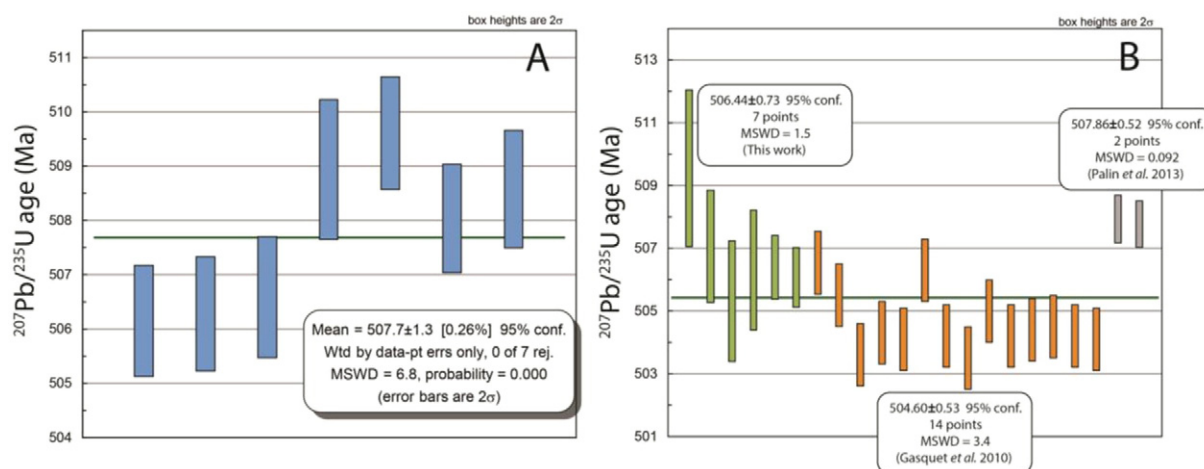 box heights are 2σ
A
511
510
509
508
507
506
505
504
²⁰⁷Pb/²³⁵U age (Ma)
Mean = 507.7±1.3 [0.26%] 95% conf.
Wtd by data-pt errs only, 0 of 7 rej.
MSWD = 6.8, probability = 0.000
(error bars are 2σ)
box heights are 2σ
B
513
511
509
507
505
503
501
²⁰⁷Pb/²³⁵U age (Ma)
506.44±0.73 95% conf.
7 points
MSWD = 1.5
(This work)
507.86±0.52 95% conf.
2 points
MSWD = 0.092
(Palin et al. 2013)
504.60±0.53 95% conf.
14 points
MSWD = 3.4
(Gasquet et al. 2010)